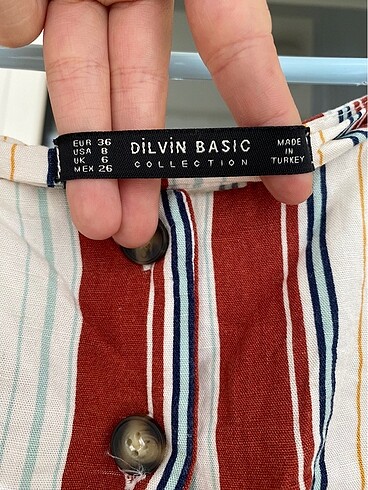 EUR 36
USA 8
UK 6
MEX 26
DİLVİN BASIC
COLLECTION
MADE
IN
TURKEY